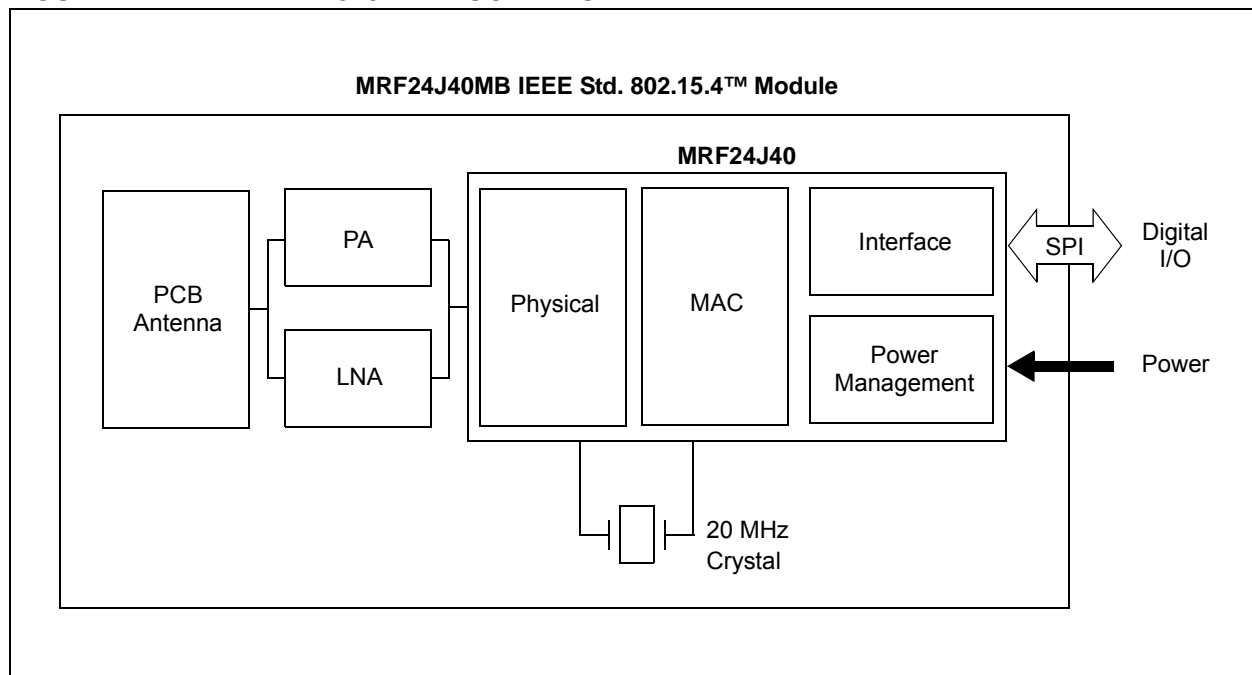 MRF24J40MB IEEE Std. 802.15.4™ Module
MRF24J40
PCB
Antenna
PA
LNA
Physical
MAC
Interface
Power
Management
SPI
Digital
I/O
Power
20 MHz
Crystal